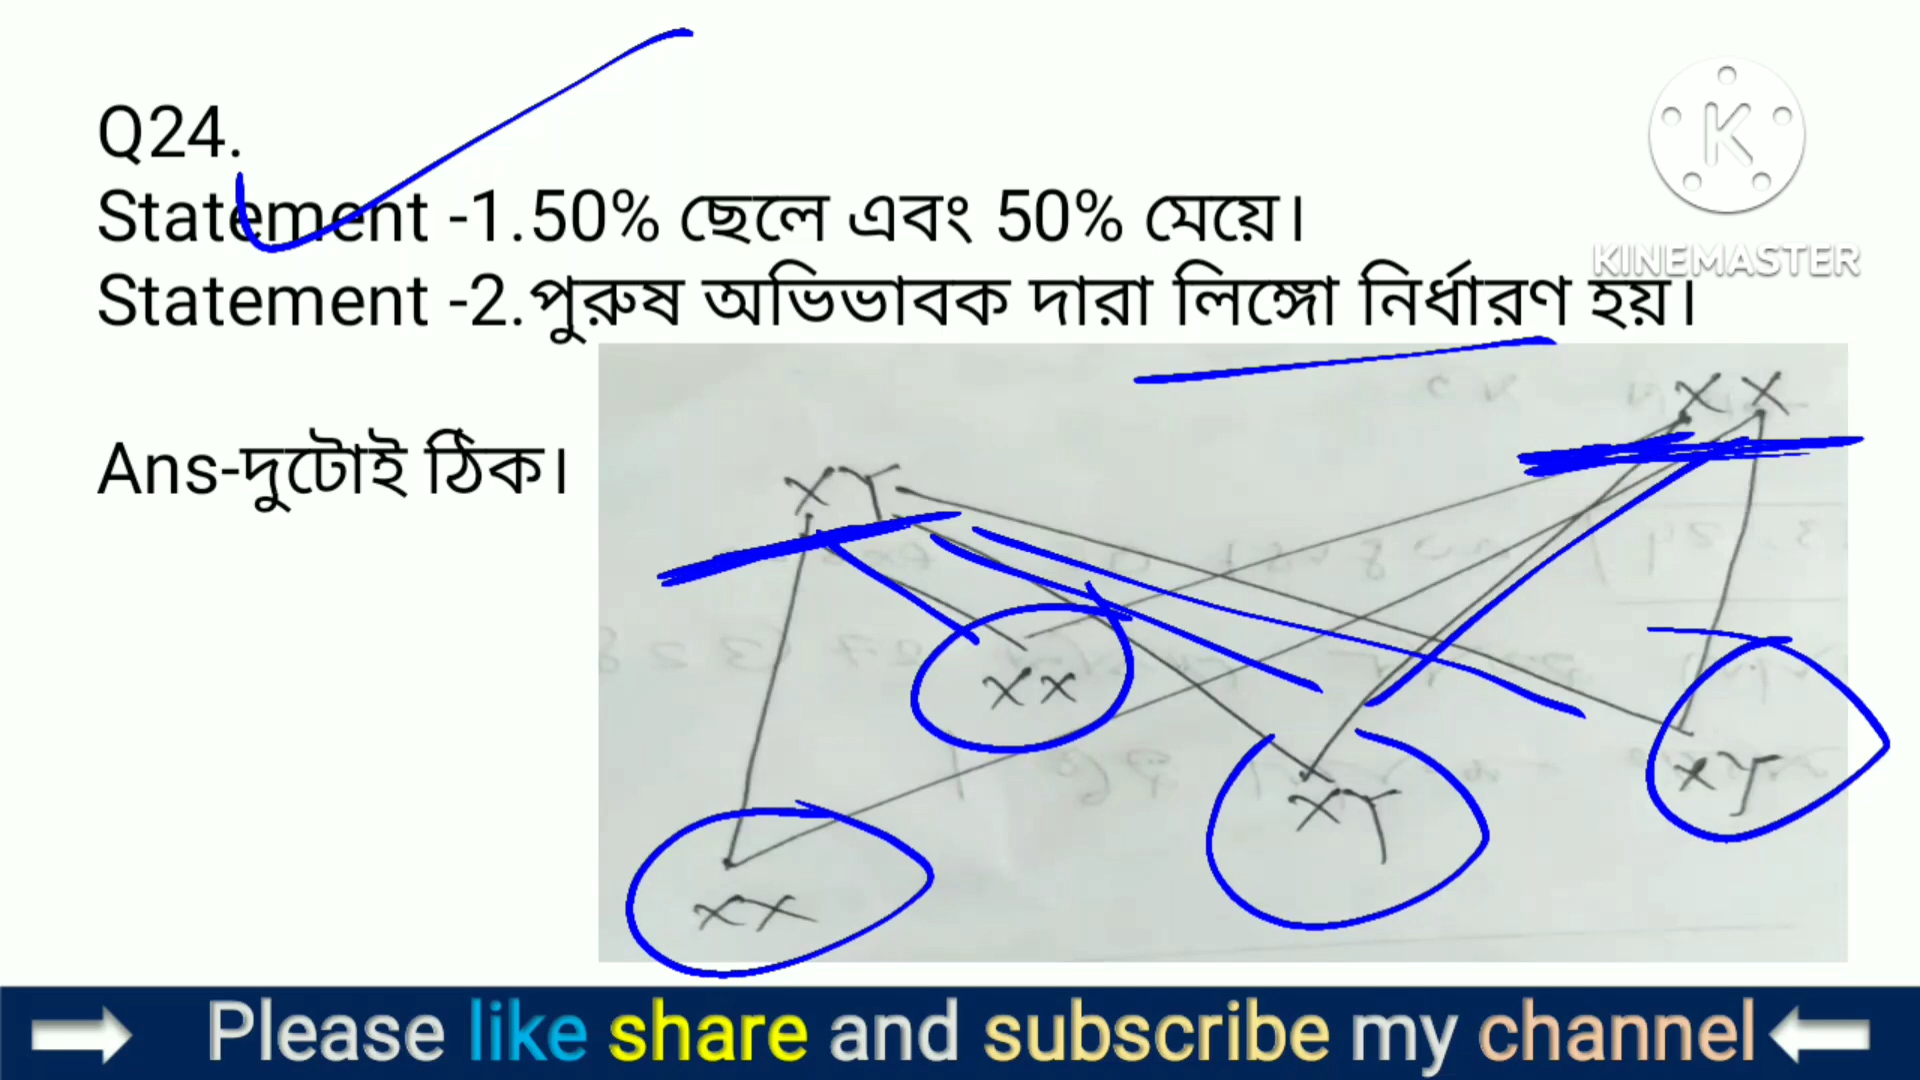 Q24.
Statement -1.50% ছেলে এবং 50% মেয়ে।
KINEMASTER
Statement -2.পুরুষ অভিভাবক দারা লিঙ্গো নির্ধারণ হয়।
Ans-দুটোই ঠিক।
XX
XY
XX
XY
XY
XX
Please like share and subscribe my channel